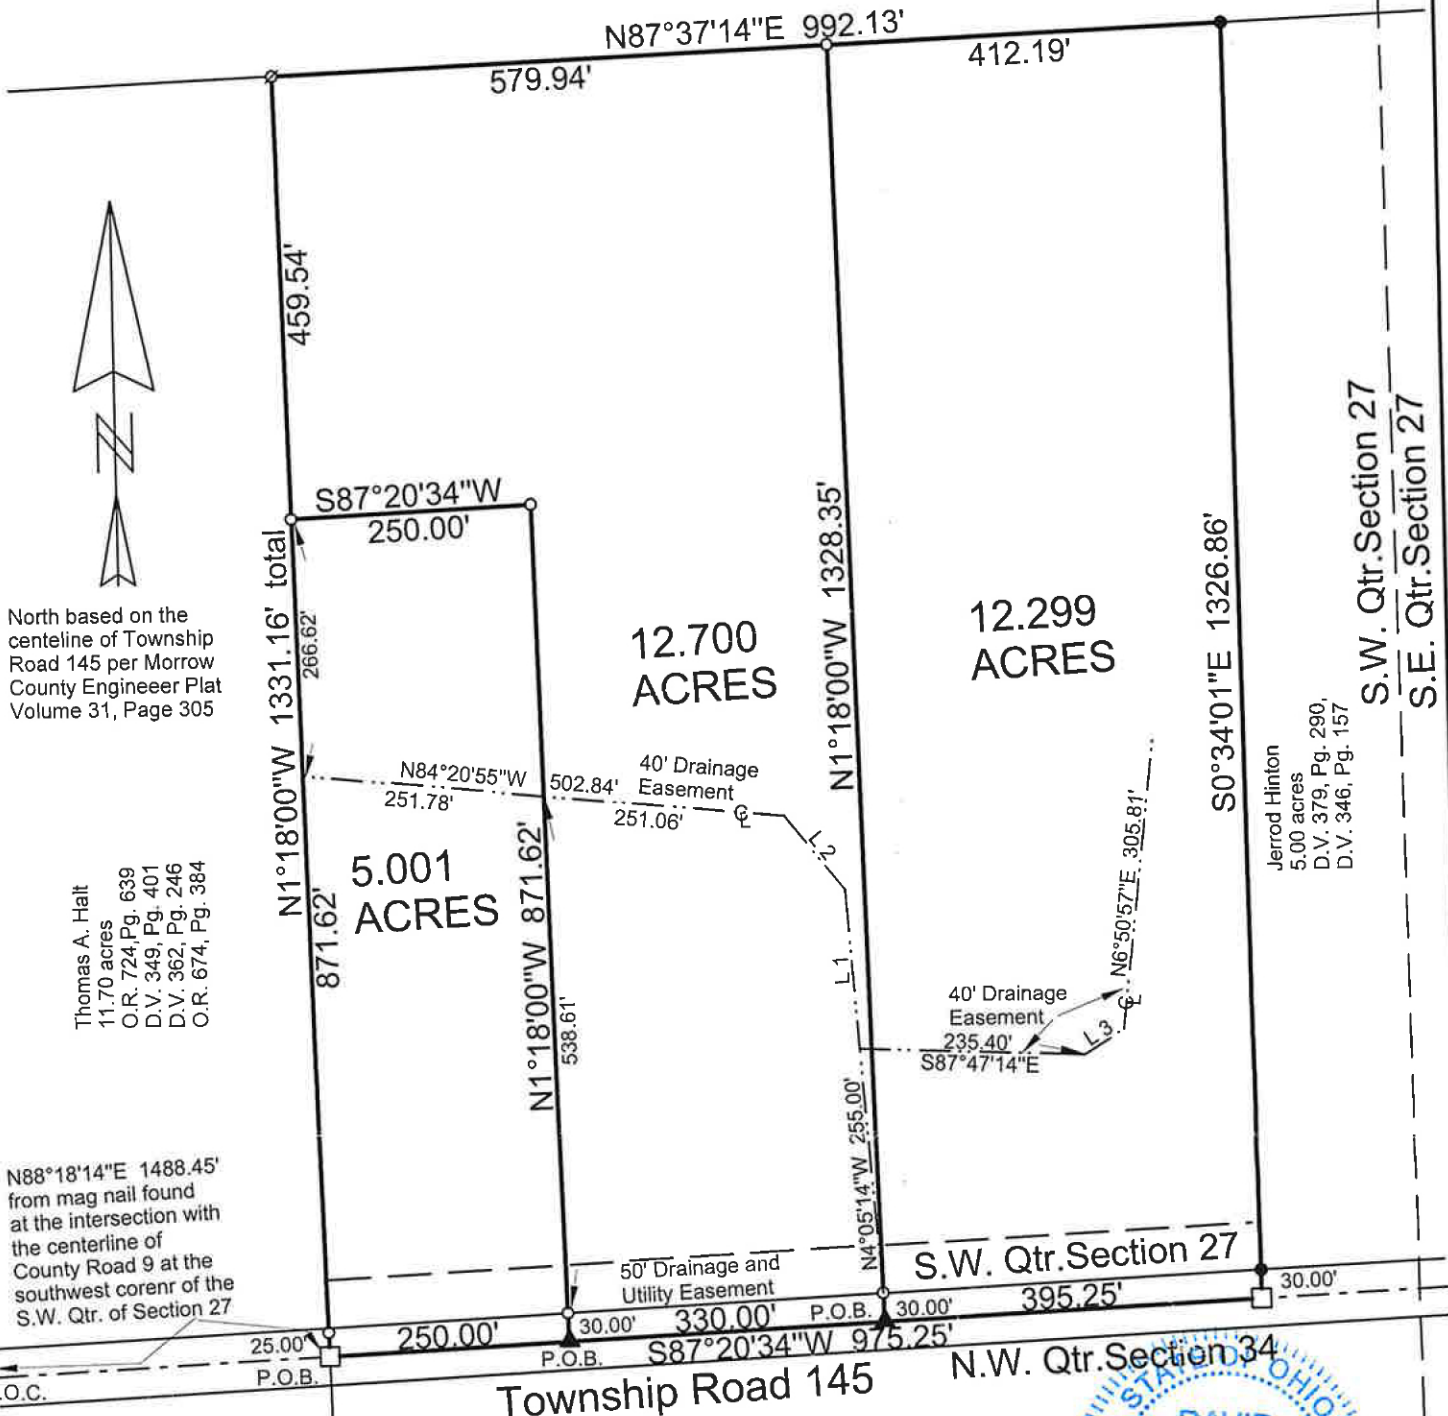 N87°37'14"E 992.13'
579.94'
412.19'
459.54'
S87°20'34"W
250.00'
N1°18'00"W 1331.16' total
266.62'
871.62'
N
North based on the
centeline of Township
Road 145 per Morrow
County Engineeer Plat
Volume 31, Page 305
12.700
ACRES
N1°18'00"W 1328.35'
12.299
ACRES
S0°34'01"E 1326.86'
S.W. Qtr.Section 27
S.E. Qtr.Section 27
Jerrod Hinton
5.00 acres
D.V. 379, Pg. 290,
D.V. 346, Pg. 157
N84°20'55"W 502.84'
251.78'
251.06'
40' Drainage
Easement
CL
L2
L1
5.001
ACRES
N1°18'00"W 871.62'
538.61'
Thomas A. Halt
11.70 acres
O.R. 724,Pg. 639
D.V. 349, Pg. 401
D.V. 362, Pg. 246
O.R. 674, Pg. 384
N6°50'57"E 305.81'
CL
40' Drainage
Easement
235.40'
S87°47'14"E
L3
N4°05'14"W 255.00'
N88°18'14"E 1488.45'
from mag nail found
at the intersection with
the centerline of
County Road 9 at the
southwest corenr of the
S.W. Qtr. of Section 27
50' Drainage and
Utility Easement
S.W. Qtr.Section 27
25.00'
250.00'
30.00'
330.00'
P.O.B.
30.00'
395.25'
30.00'
P.O.B.
P.O.B.
S87°20'34"W 975.25'
N.W. Qtr.Section 34
.O.C.
Township Road 145
STATE OF OHIO